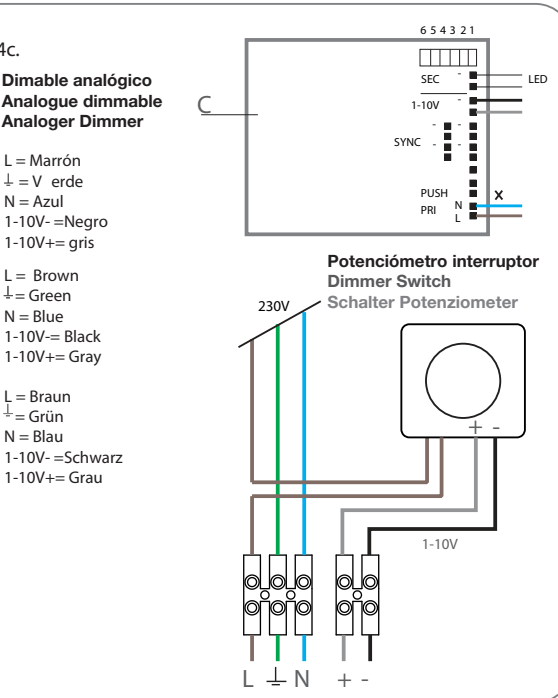 4c.
Dimable analógico
Analogue dimmable
Analoger Dimmer
L = Marrón
⏚ = V erde
N = Azul
1-10V- =Negro
1-10V+= gris
L = Brown
⏚ = Green
N = Blue
1-10V-= Black
1-10V+= Gray
L = Braun
⏚ = Grün
N = Blau
1-10V- =Schwarz
1-10V+= Grau
C
6 5 4 3 2 1
SEC -
LED
1-10V -
- -
SYNC - -
PUSH
X
PRI N
L
Potenciómetro interruptor
Dimmer Switch
Schalter Potenziometer
230V
+ -
1-10V
L ⏚ N + -